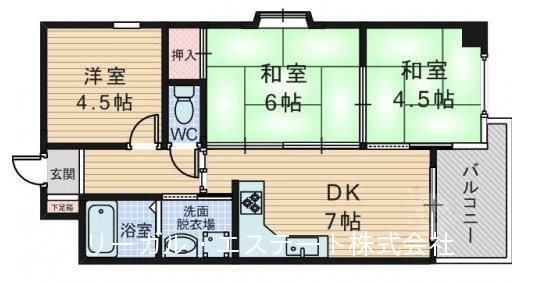 洋室
4.5帖
押入
和室
6帖
和室
4.5帖
WC
玄関
下足箱
浴室
洗面
脱衣場
DK
7帖
バルコニー
リーガル・エステート株式会社